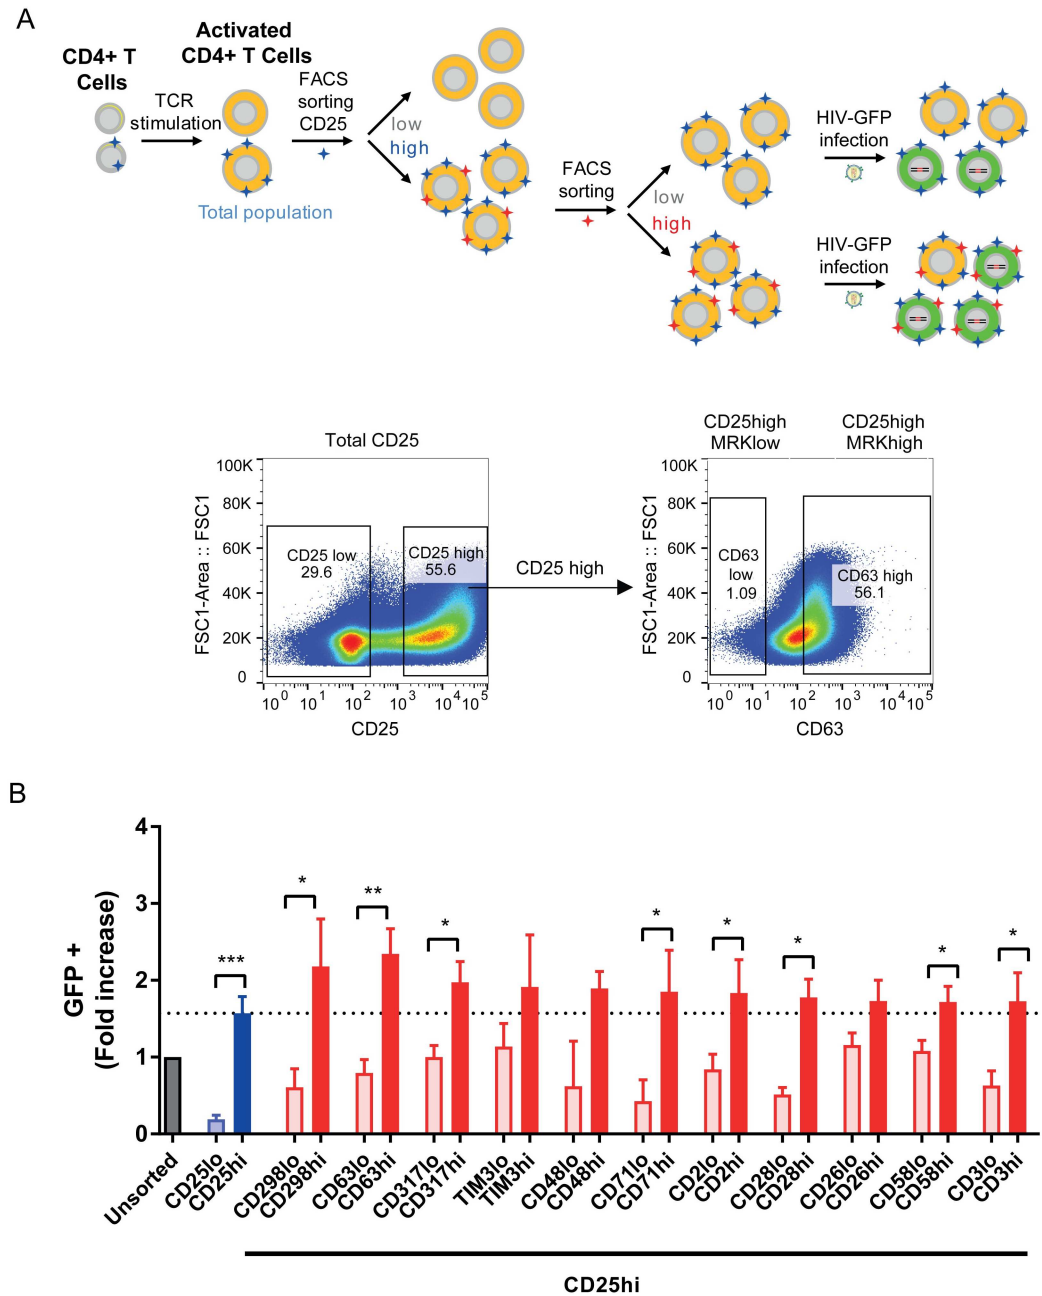 A
CD4+ T
Cells
Activated
CD4+ T Cells
TCR
stimulation
Total population
FACS
sorting
CD25
low
high
FACS
sorting
low
high
HIV-GFP
infection
HIV-GFP
infection
Total CD25
FSC1-Area :: FSC1
100K
80K
60K
40K
20K
0
CD25 low
29.6
CD25 high
55.6
10^0 10^1 10^2 10^3 10^4 10^5
CD25
CD25 high
CD25high
MRKlow
CD25high
MRKhigh
FSC1-Area :: FSC1
100K
80K
60K
40K
20K
0
CD63
low
1.09
CD63 high
56.1
10^0 10^1 10^2 10^3 10^4 10^5
CD63
B
GFP +
(Fold increase)
4
3
2
1
0
***
*
**
*
*
*
*
*
*
Unsorted
CD25lo
CD25hi
CD298lo
CD298hi
CD63lo
CD63hi
CD317lo
CD317hi
TIM3lo
TIM3hi
CD48lo
CD48hi
CD71lo
CD71hi
CD2lo
CD2hi
CD28lo
CD28hi
CD26lo
CD26hi
CD58lo
CD58hi
CD3lo
CD3hi
CD25hi